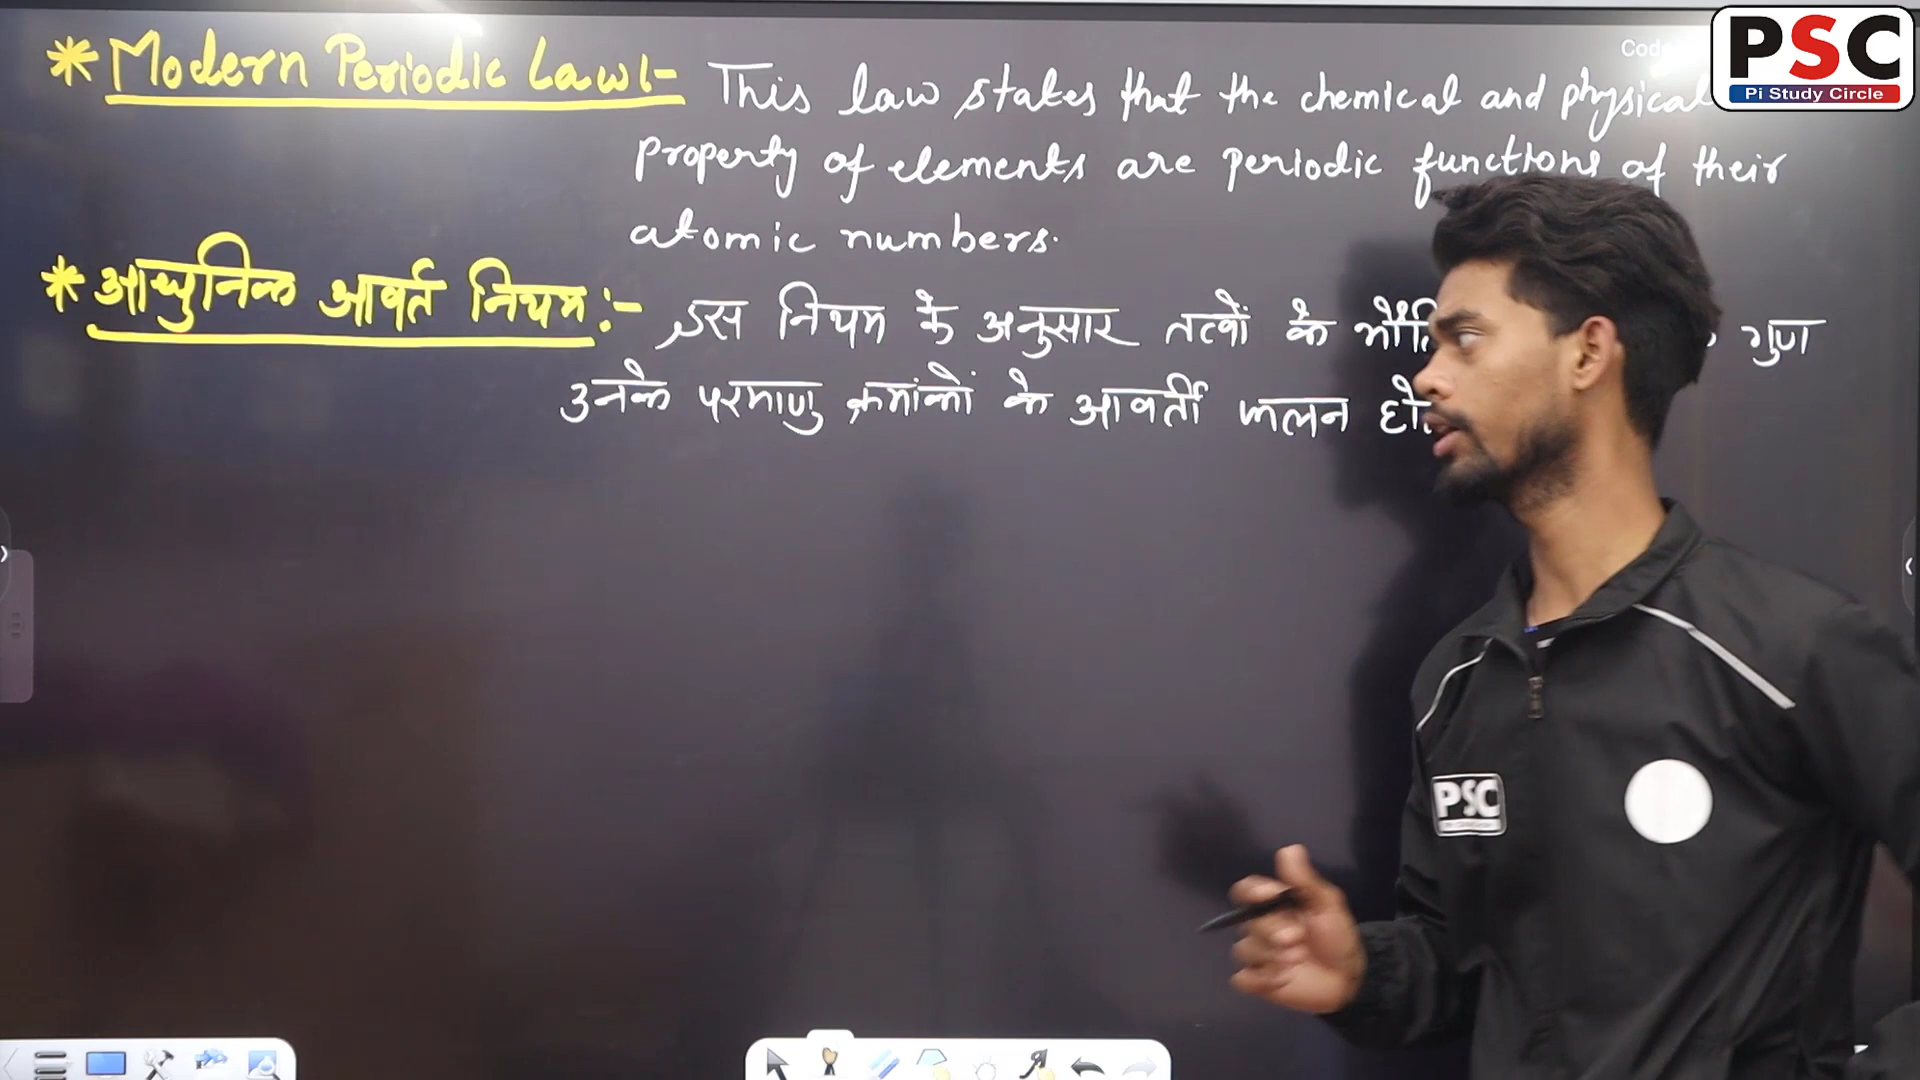 * Modern Periodic Law:- This law states that the chemical and physical
property of elements are periodic functions of their
atomic numbers.
* आधुनिक आवर्त नियम:- इस नियम के अनुसार तत्वों के गुण
उनके परमाणु क्रमांकों के आवर्ती फलन
PSC
Pi Study Circle
PSC